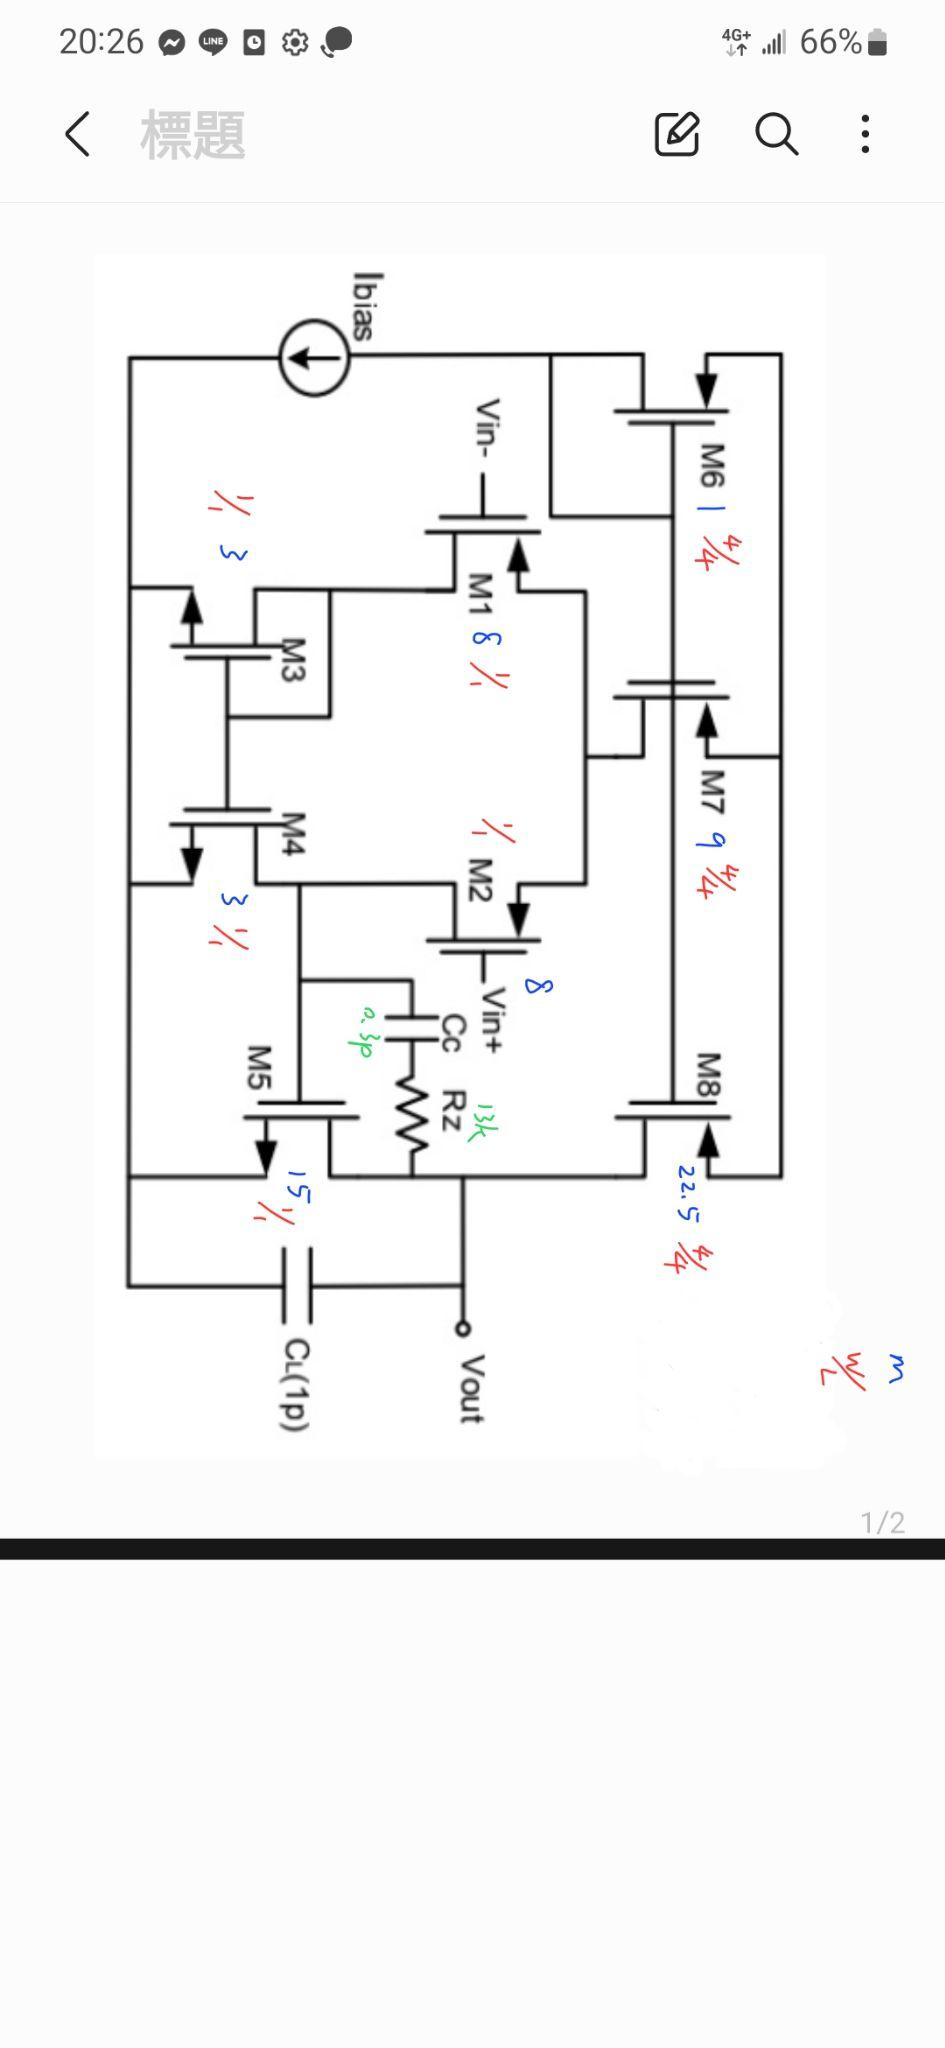 20:26 LINE 4G+ 66%
標題
Ibias
Vin-
M6 1 4/4
1/1 3
M3
M1 8 1/1
M7 9 4/4
M4
3 1/1
1/1 M2
8
Vin+
Cc
0.3p
Rz
13k
M5
15 1/1
M8
22.5 4/4
CL(1p)
Vout
W/L m
1/2